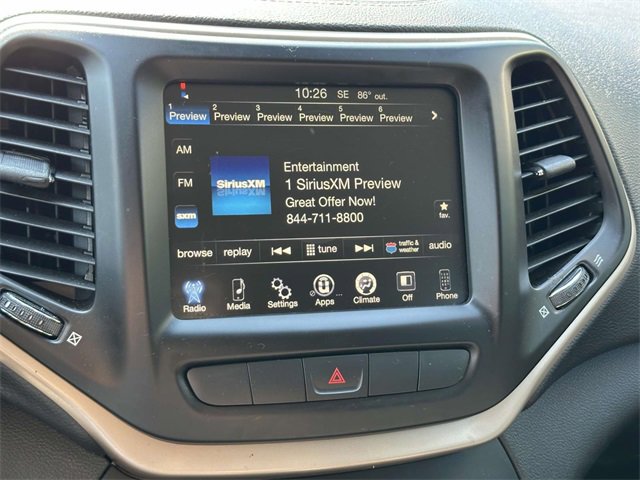 10:26 SE 86° out.
1 2 3 4 5 6
Preview Preview Preview Preview Preview Preview
AM
Entertainment
SiriusXM 1 SiriusXM Preview
FM
Great Offer Now!
sxm 844-711-8800
fav.
browse replay tune traffic & weather audio
Radio Media Settings Apps Climate Off Phone